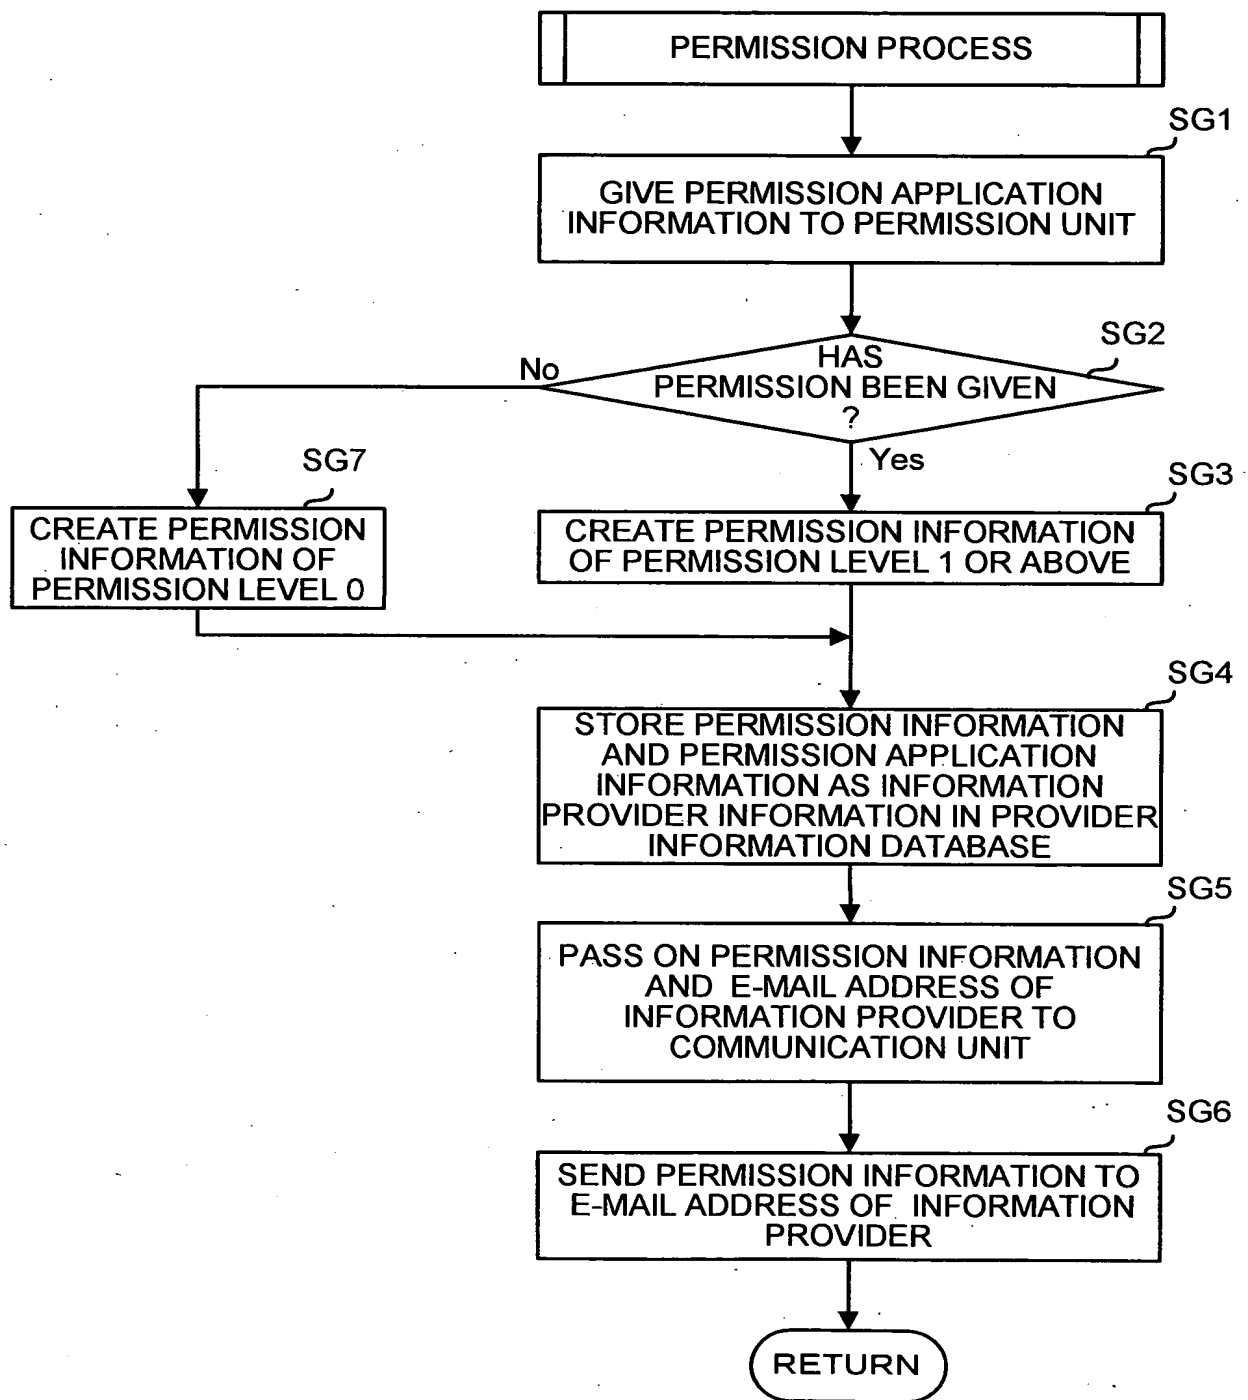 PERMISSION PROCESS
SG1
GIVE PERMISSION APPLICATION
INFORMATION TO PERMISSION UNIT
SG2
HAS
PERMISSION BEEN GIVEN
?
No
Yes
SG7
CREATE PERMISSION
INFORMATION OF
PERMISSION LEVEL 0
SG3
CREATE PERMISSION INFORMATION
OF PERMISSION LEVEL 1 OR ABOVE
SG4
STORE PERMISSION INFORMATION
AND PERMISSION APPLICATION
INFORMATION AS INFORMATION
PROVIDER INFORMATION IN PROVIDER
INFORMATION DATABASE
SG5
PASS ON PERMISSION INFORMATION
AND E-MAIL ADDRESS OF
INFORMATION PROVIDER TO
COMMUNICATION UNIT
SG6
SEND PERMISSION INFORMATION TO
E-MAIL ADDRESS OF INFORMATION
PROVIDER
RETURN